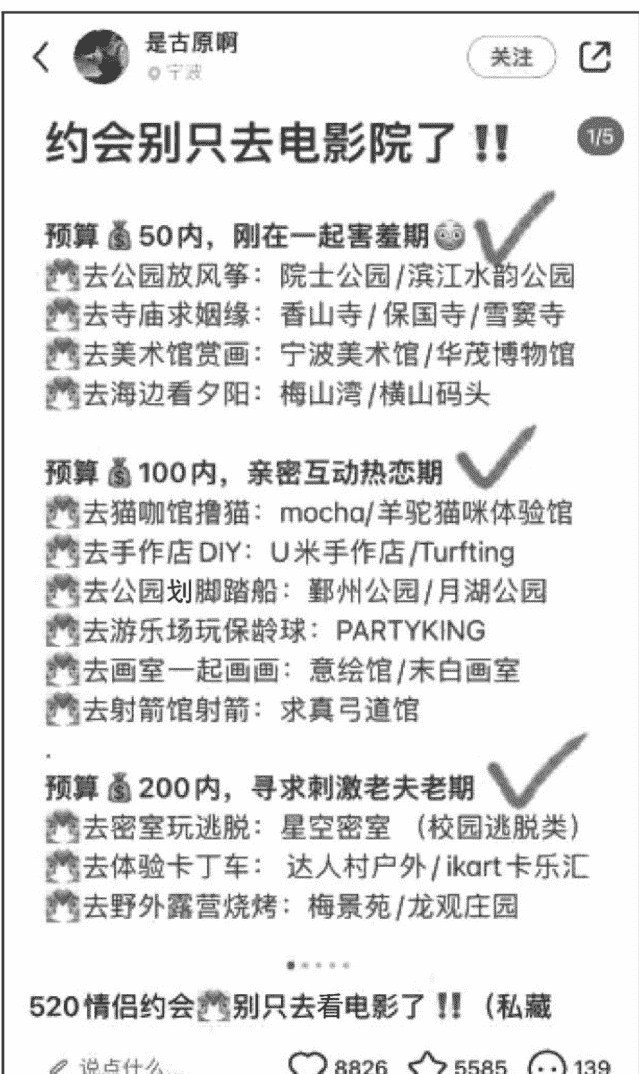 是古原啊
宁波
关注
约会别只去电影院了‼️
1/5
预算💰50内，刚在一起害羞期😳
去公园放风筝：院士公园/滨江水韵公园
去寺庙求姻缘：香山寺/保国寺/雪窦寺
去美术馆赏画：宁波美术馆/华茂博物馆
去海边看夕阳：梅山湾/横山码头
预算💰100内，亲密互动热恋期
去猫咖馆撸猫：mocha/羊驼猫咪体验馆
去手作店DIY：U米手作店/Turfting
去公园划脚踏船：鄞州公园/月湖公园
去游乐场玩保龄球：PARTYKING
去画室一起画画：意绘馆/末白画室
去射箭馆射箭：求真弓道馆
.
预算💰200内，寻求刺激老夫老期
去密室玩逃脱：星空密室（校园逃脱类）
去体验卡丁车：达人村户外/ikart卡乐汇
去野外露营烧烤：梅景苑/龙观庄园
520情侣约会别只去看电影了‼️（私藏
说点什么... 8826 5585 139